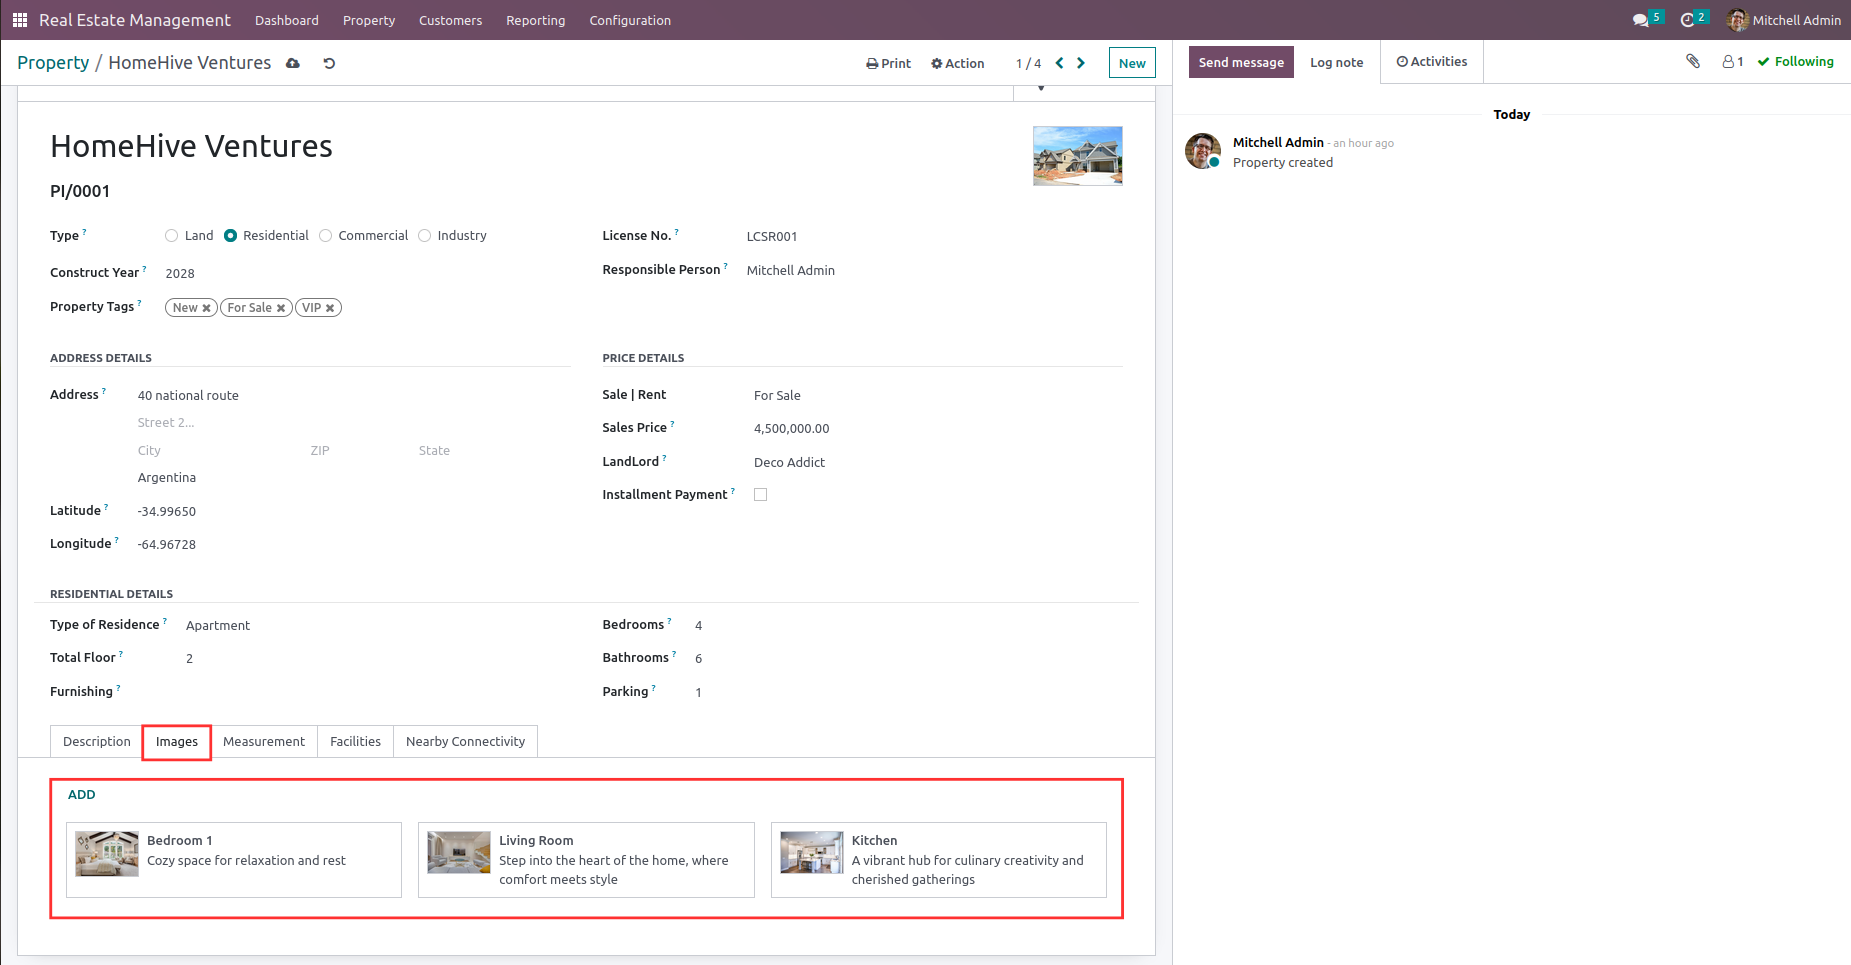 Real Estate Management Dashboard Property Customers Reporting Configuration 5 2 Mitchell Admin
Property / HomeHive Ventures Print Action 1 / 4 New
Send message Log note Activities 1 Following
HomeHive Ventures
PI/0001
Type ? Land Residential Commercial Industry
Construct Year ? 2028
Property Tags ? New ✖ For Sale ✖ VIP ✖
License No. ? LCSR001
Responsible Person ? Mitchell Admin
ADDRESS DETAILS
Address ? 40 national route
Street 2...
City ZIP State
Argentina
Latitude ? -34.99650
Longitude ? -64.96728
PRICE DETAILS
Sale | Rent For Sale
Sales Price ? 4,500,000.00
LandLord ? Deco Addict
Installment Payment ?
RESIDENTIAL DETAILS
Type of Residence ? Apartment
Total Floor ? 2
Furnishing ?
Bedrooms ? 4
Bathrooms ? 6
Parking ? 1
Description Images Measurement Facilities Nearby Connectivity
ADD
Bedroom 1
Cozy space for relaxation and rest
Living Room
Step into the heart of the home, where
comfort meets style
Kitchen
A vibrant hub for culinary creativity and
cherished gatherings
Today
Mitchell Admin - an hour ago
Property created